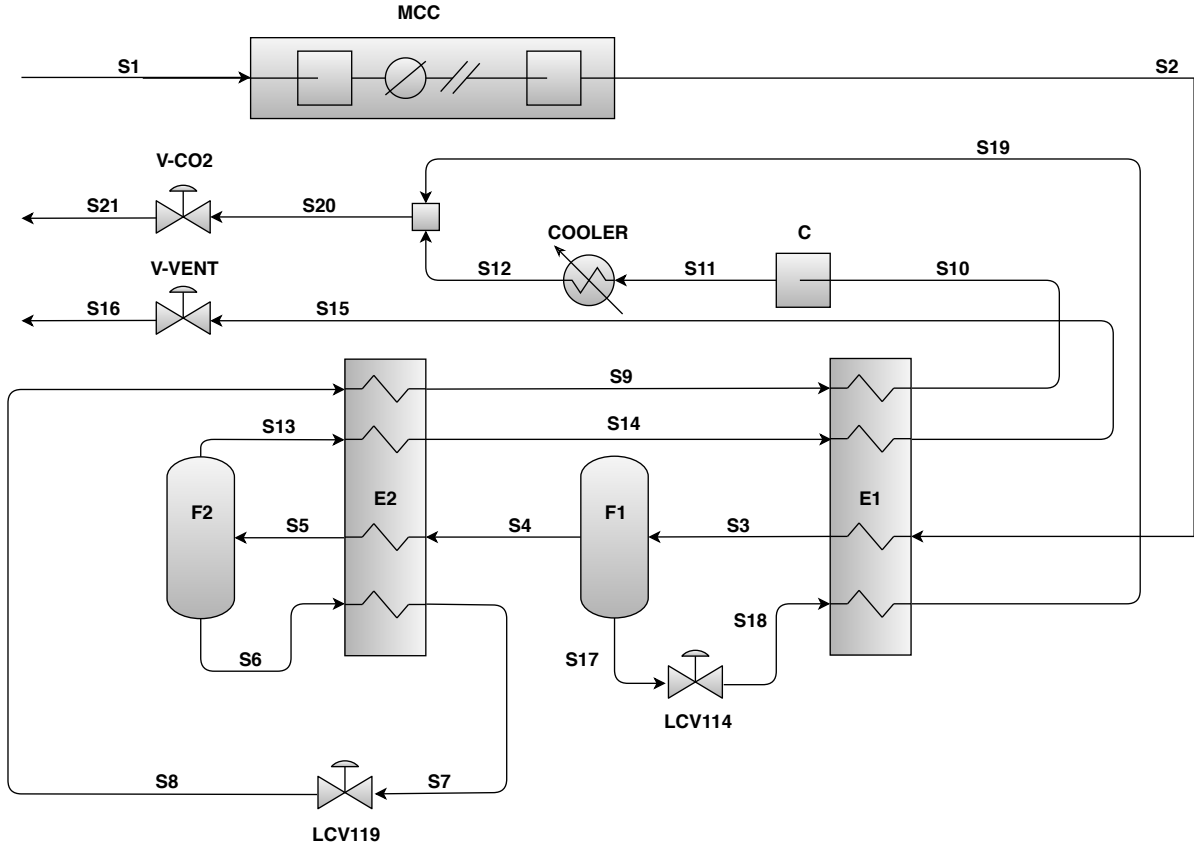 MCC
S1
S2
V-CO2
S19
S21
S20
COOLER
C
S12
S11
S10
V-VENT
S16
S15
S9
S13
S14
E2
E1
F2
F1
S5
S4
S3
S18
S6
S17
LCV114
S8
S7
LCV119